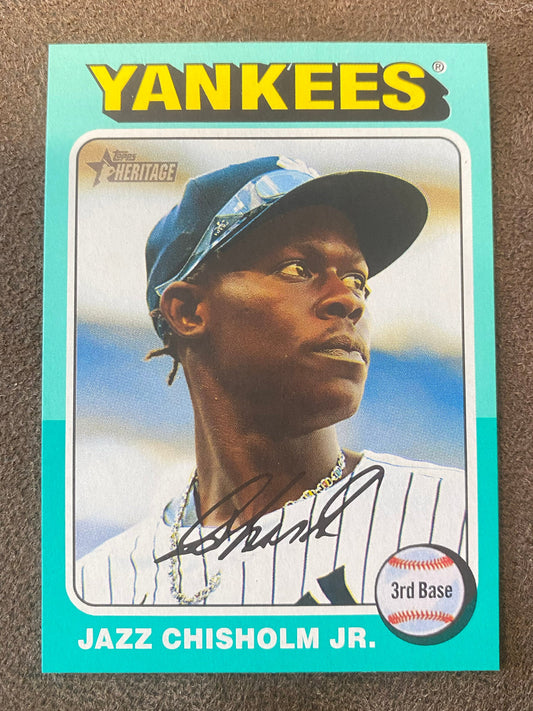 YANKEES®
Topps
HERITAGE
3rd Base
JAZZ CHISHOLM JR.